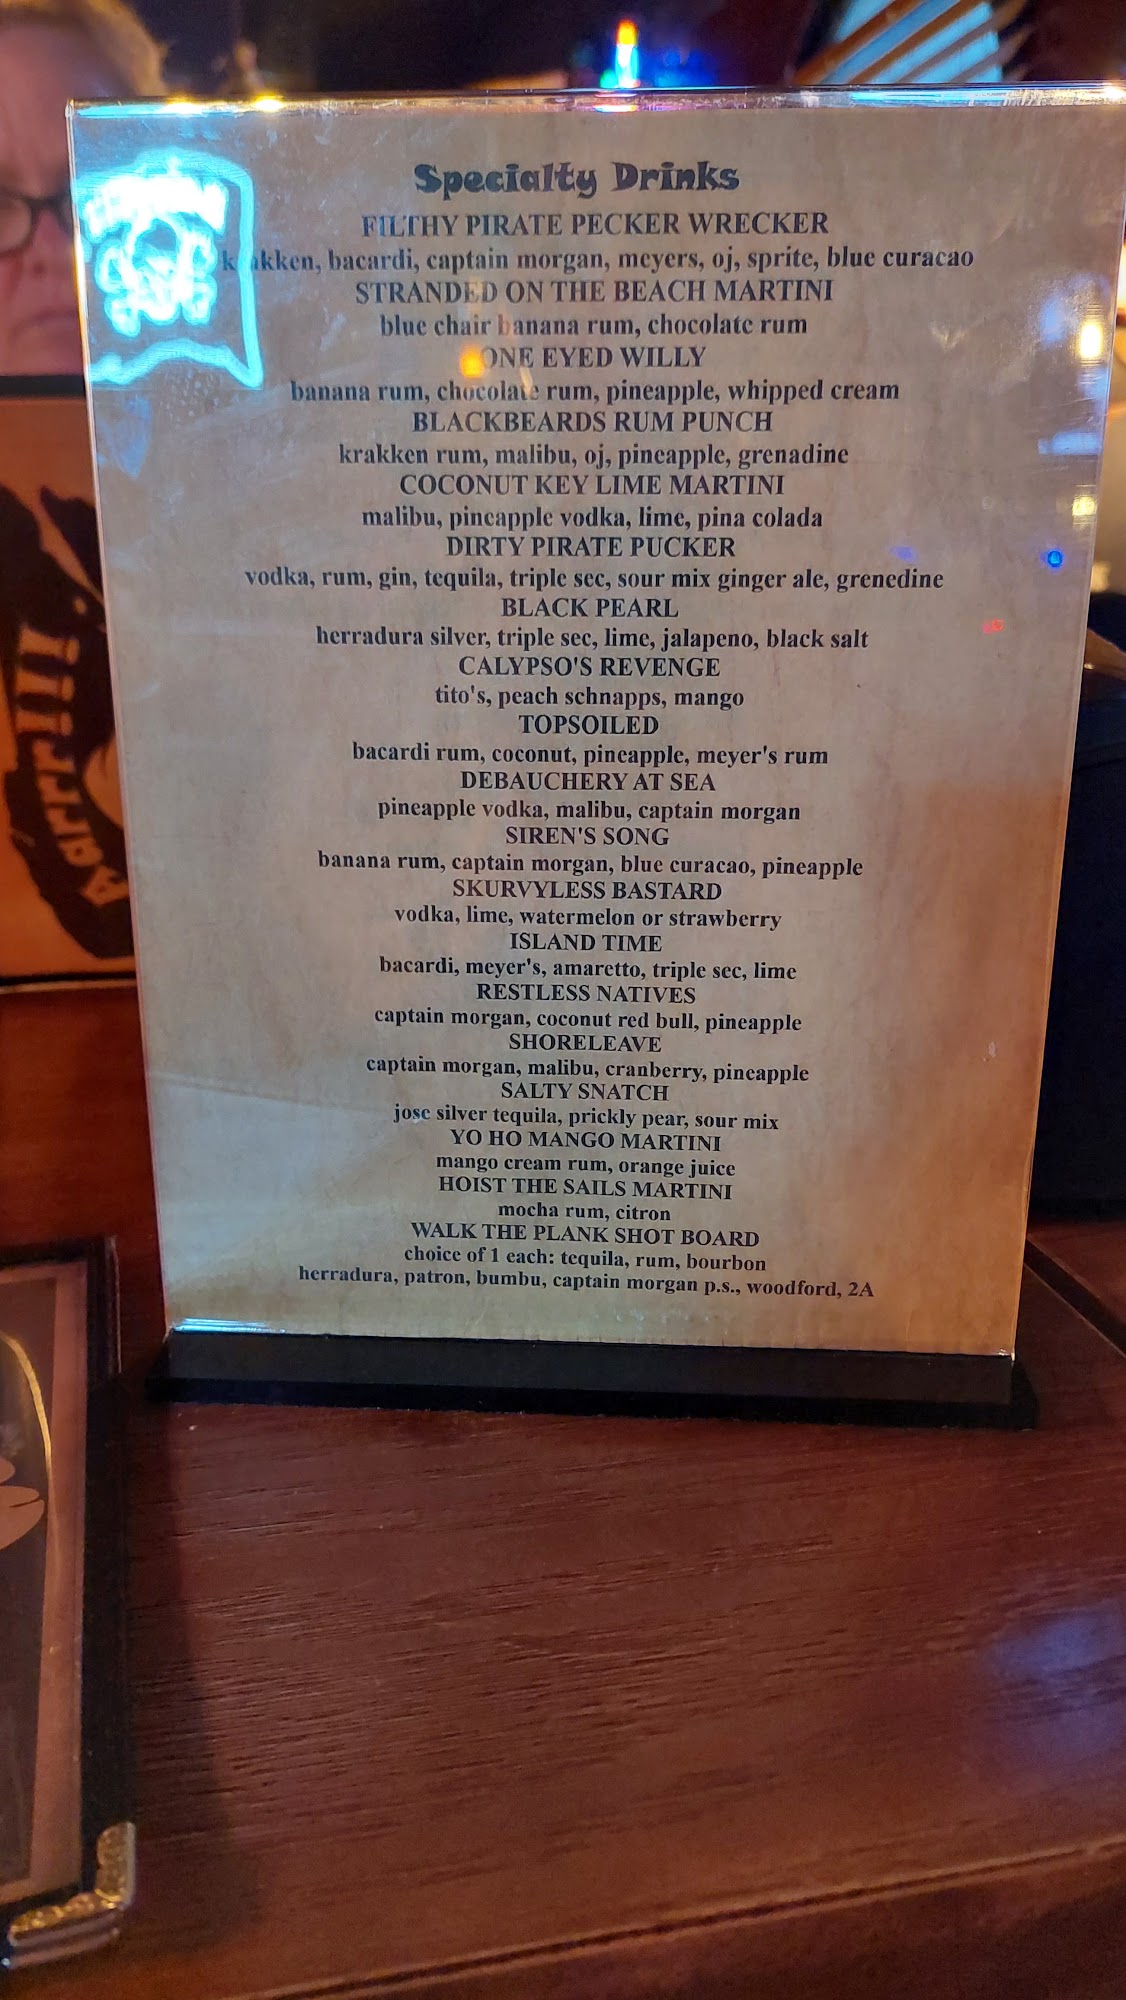 Specialty Drinks
FILTHY PIRATE PECKER WRECKER
krakken, bacardi, captain morgan, meyers, oj, sprite, blue curacao
STRANDED ON THE BEACH MARTINI
blue chair banana rum, chocolate rum
ONE EYED WILLY
banana rum, chocolate rum, pineapple, whipped cream
BLACKBEARDS RUM PUNCH
krakken rum, malibu, oj, pineapple, grenadine
COCONUT KEY LIME MARTINI
malibu, pineapple vodka, lime, pina colada
DIRTY PIRATE PUCKER
vodka, rum, gin, tequila, triple sec, sour mix ginger ale, grenedine
BLACK PEARL
herradura silver, triple sec, lime, jalapeno, black salt
CALYPSO'S REVENGE
tito's, peach schnapps, mango
TOPSOILED
bacardi rum, coconut, pineapple, meyer's rum
DEBAUCHERY AT SEA
pineapple vodka, malibu, captain morgan
SIREN'S SONG
banana rum, captain morgan, blue curacao, pineapple
SKURVYLESS BASTARD
vodka, lime, watermelon or strawberry
ISLAND TIME
bacardi, meyer's, amaretto, triple sec, lime
RESTLESS NATIVES
captain morgan, coconut red bull, pineapple
SHORELEAVE
captain morgan, malibu, cranberry, pineapple
SALTY SNATCH
jose silver tequila, prickly pear, sour mix
YO HO MANGO MARTINI
mango cream rum, orange juice
HOIST THE SAILS MARTINI
mocha rum, citron
WALK THE PLANK SHOT BOARD
choice of 1 each: tequila, rum, bourbon
herradura, patron, bumbu, captain morgan p.s., woodford, 2A